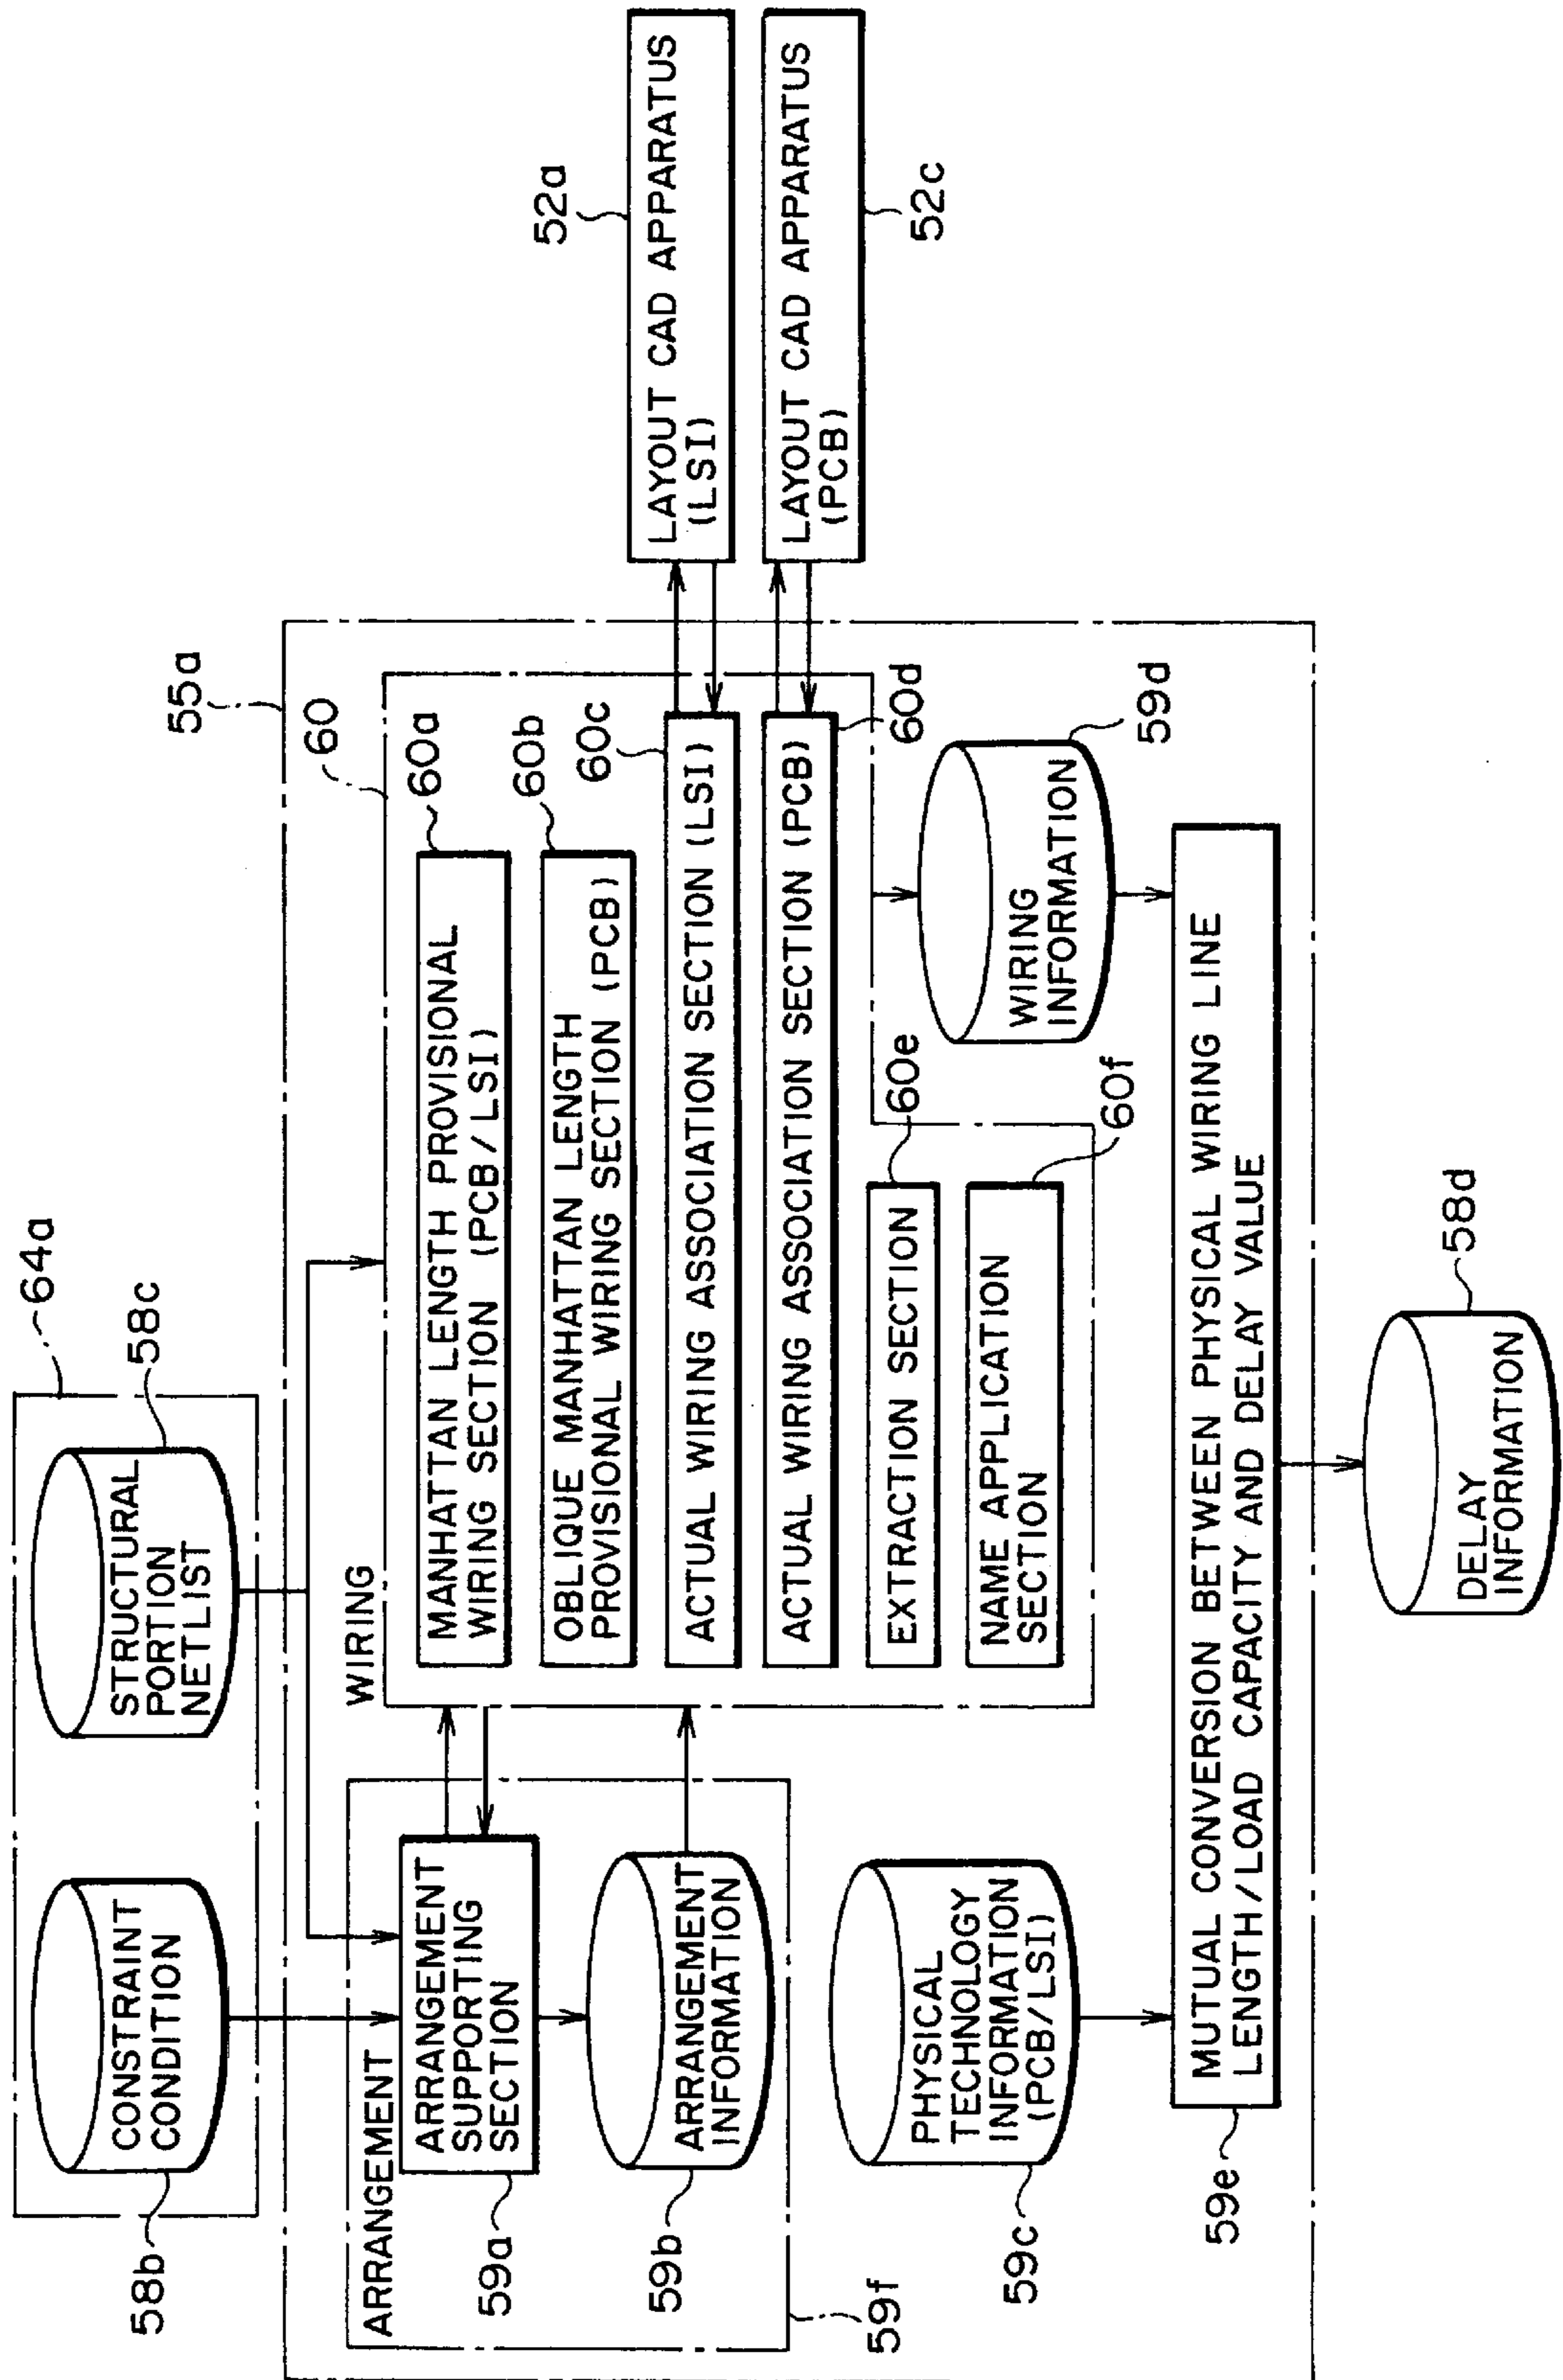 64a
58b
CONSTRAINT
CONDITION
58c
STRUCTURAL
PORTION
NETLIST
55a
ARRANGEMENT
59a
ARRANGEMENT
SUPPORTING
SECTION
59b
ARRANGEMENT
INFORMATION
59f
WIRING
60
MANHATTAN LENGTH PROVISIONAL
WIRING SECTION (PCB/LSI)
60a
OBLIQUE MANHATTAN LENGTH
PROVISIONAL WIRING SECTION (PCB)
60b
ACTUAL WIRING ASSOCIATION SECTION (LSI)
60c
ACTUAL WIRING ASSOCIATION SECTION (PCB)
60d
EXTRACTION SECTION
60e
NAME APPLICATION
SECTION
60f
52a
LAYOUT CAD APPARATUS
(LSI)
LAYOUT CAD APPARATUS
(PCB)
52c
59c
PHYSICAL
TECHNOLOGY
INFORMATION
(PCB/LSI)
WIRING
INFORMATION
59d
59e
MUTUAL CONVERSION BETWEEN PHYSICAL WIRING LINE
LENGTH/LOAD CAPACITY AND DELAY VALUE
DELAY
INFORMATION
58d